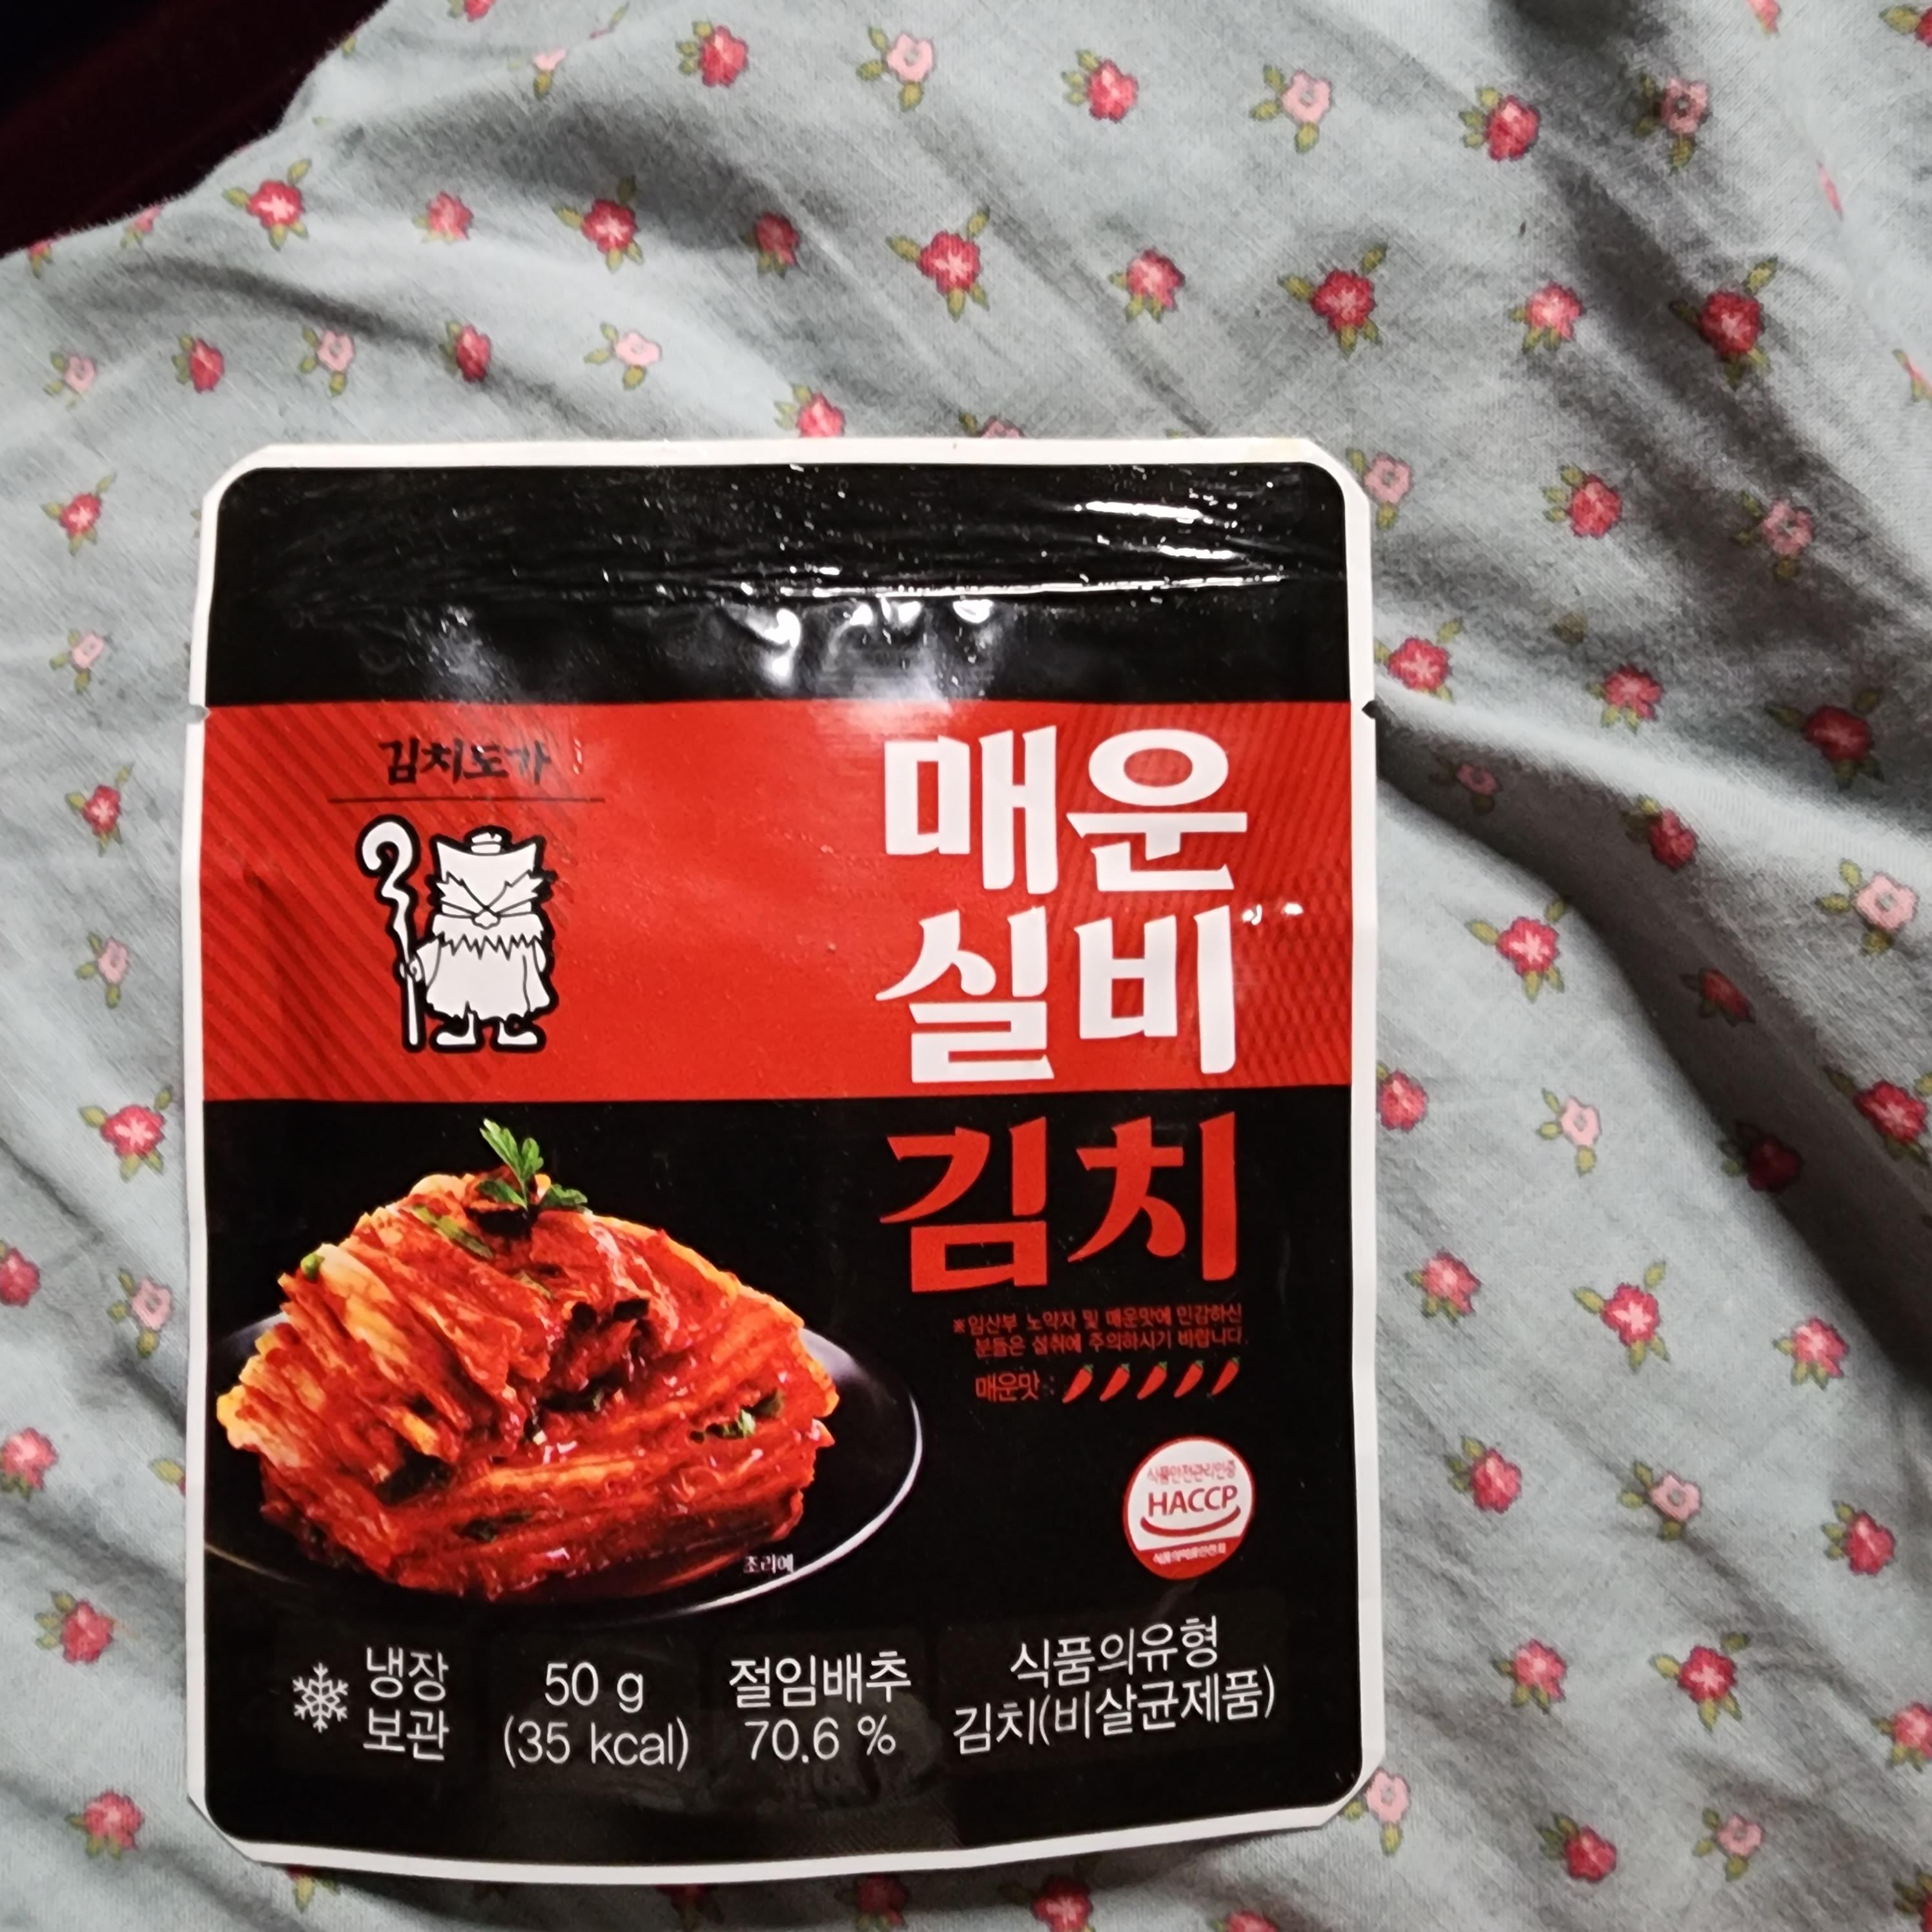 김치도가
매운
실비
김치
※임산부 노약자 및 매운맛에 민감하신
분들은 섭취에 주의하시기 바랍니다.
매운맛 :
식품안전관리인증
HACCP
조리예
냉장
보관
50 g
(35 kcal)
절임배추
70.6 %
식품의유형
김치(비살균제품)